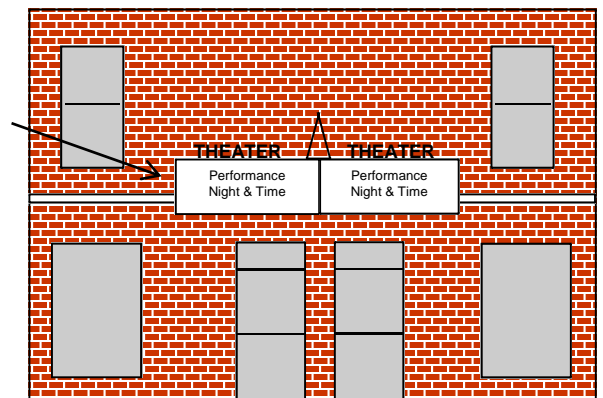 THEATER THEATER
Performance Performance
Night & Time Night & Time